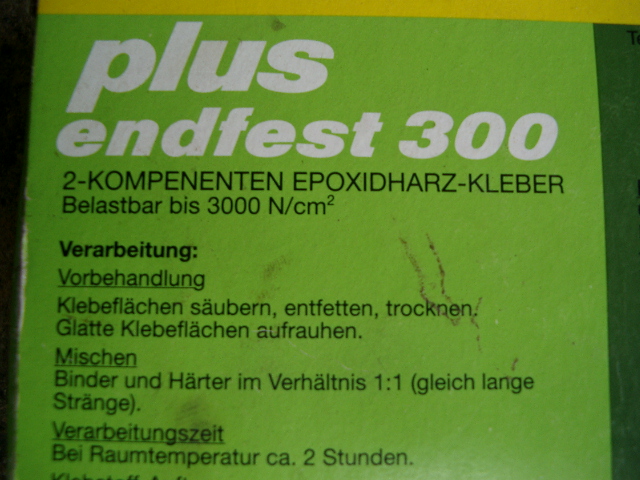 plus
endfest 300
2-KOMPENENTEN EPOXIDHARZ-KLEBER
Belastbar bis 3000 N/cm²
Verarbeitung:
Vorbehandlung
Klebeflächen säubern, entfetten, trocknen.
Glatte Klebeflächen aufrauhen.
Mischen
Binder und Härter im Verhältnis 1:1 (gleich lange
Stränge).
Verarbeitungszeit
Bei Raumtemperatur ca. 2 Stunden.